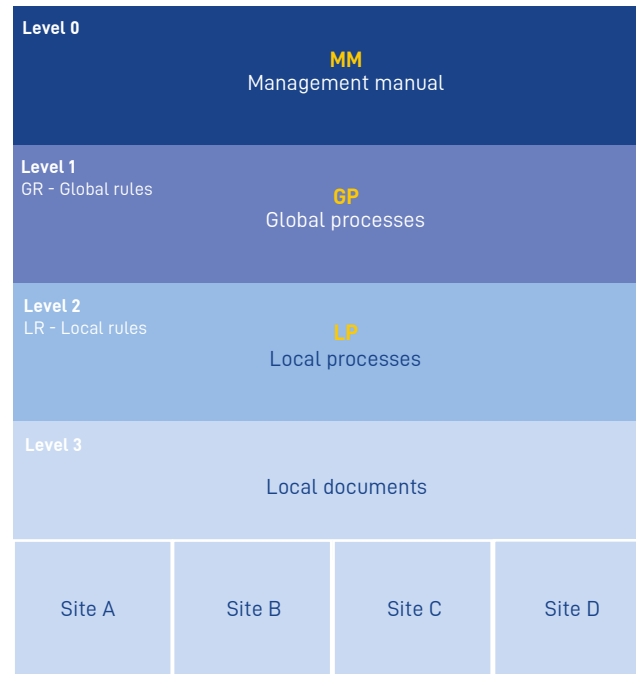 Level 0
MM
Management manual
Level 1
GR - Global rules
GP
Global processes
Level 2
LR - Local rules
LP
Local processes
Level 3
Local documents
Site A
Site B
Site C
Site D